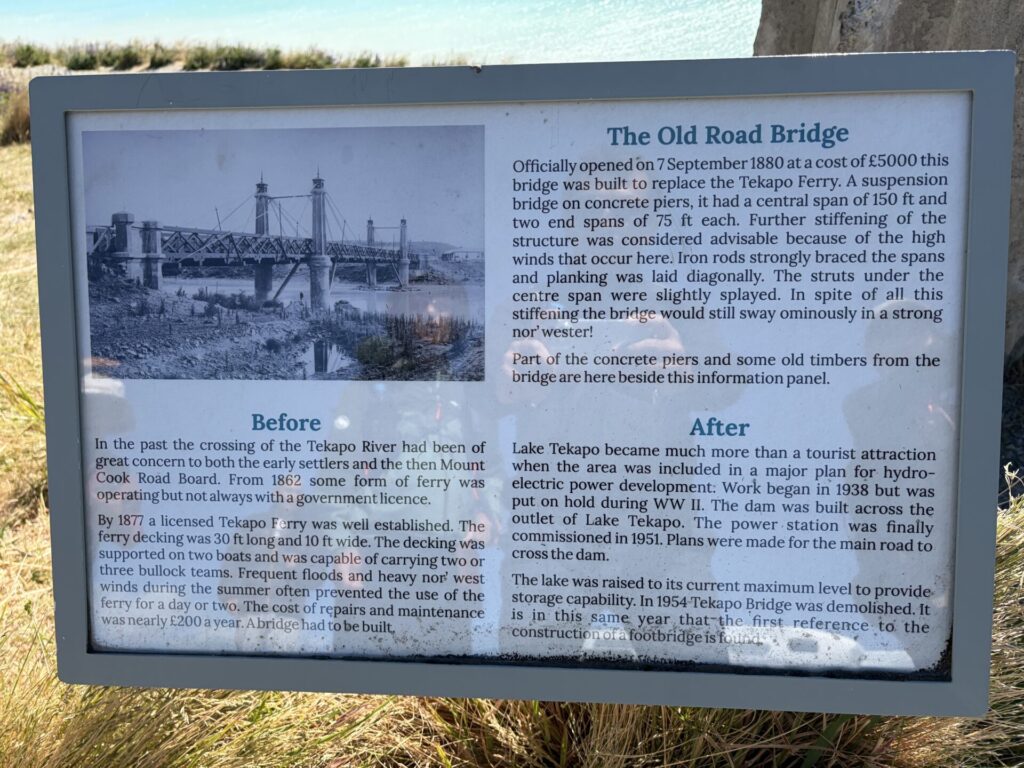 The Old Road Bridge
Officially opened on 7 September 1880 at a cost of £5000 this
bridge was built to replace the Tekapo Ferry. A suspension
bridge on concrete piers, it had a central span of 150 ft and
two end spans of 75 ft each. Further stiffening of the
structure was considered advisable because of the high
winds that occur here. Iron rods strongly braced the spans
and planking was laid diagonally. The struts under the
centre span were slightly splayed. In spite of all this
stiffening the bridge would still sway ominously in a strong
nor' wester!
Part of the concrete piers and some old timbers from the
bridge are here beside this information panel.
Before
In the past the crossing of the Tekapo River had been of
great concern to both the early settlers and the then Mount
Cook Road Board. From 1862 some form of ferry was
operating but not always with a government licence.
By 1877 a licensed Tekapo Ferry was well established. The
ferry decking was 30 ft long and 10 ft wide. The decking was
supported on two boats and was capable of carrying two or
three bullock teams. Frequent floods and heavy nor' west
winds during the summer often prevented the use of the
ferry for a day or two. The cost of repairs and maintenance
was nearly £200 a year. A bridge had to be built.
After
Lake Tekapo became much more than a tourist attraction
when the area was included in a major plan for hydro-
electric power development. Work began in 1938 but was
put on hold during WW II. The dam was built across the
outlet of Lake Tekapo. The power station was finally
commissioned in 1951. Plans were made for the main road to
cross the dam.
The lake was raised to its current maximum level to provide
storage capability. In 1954 Tekapo Bridge was demolished. It
is in this same year that the first reference to the
construction of a footbridge is found.